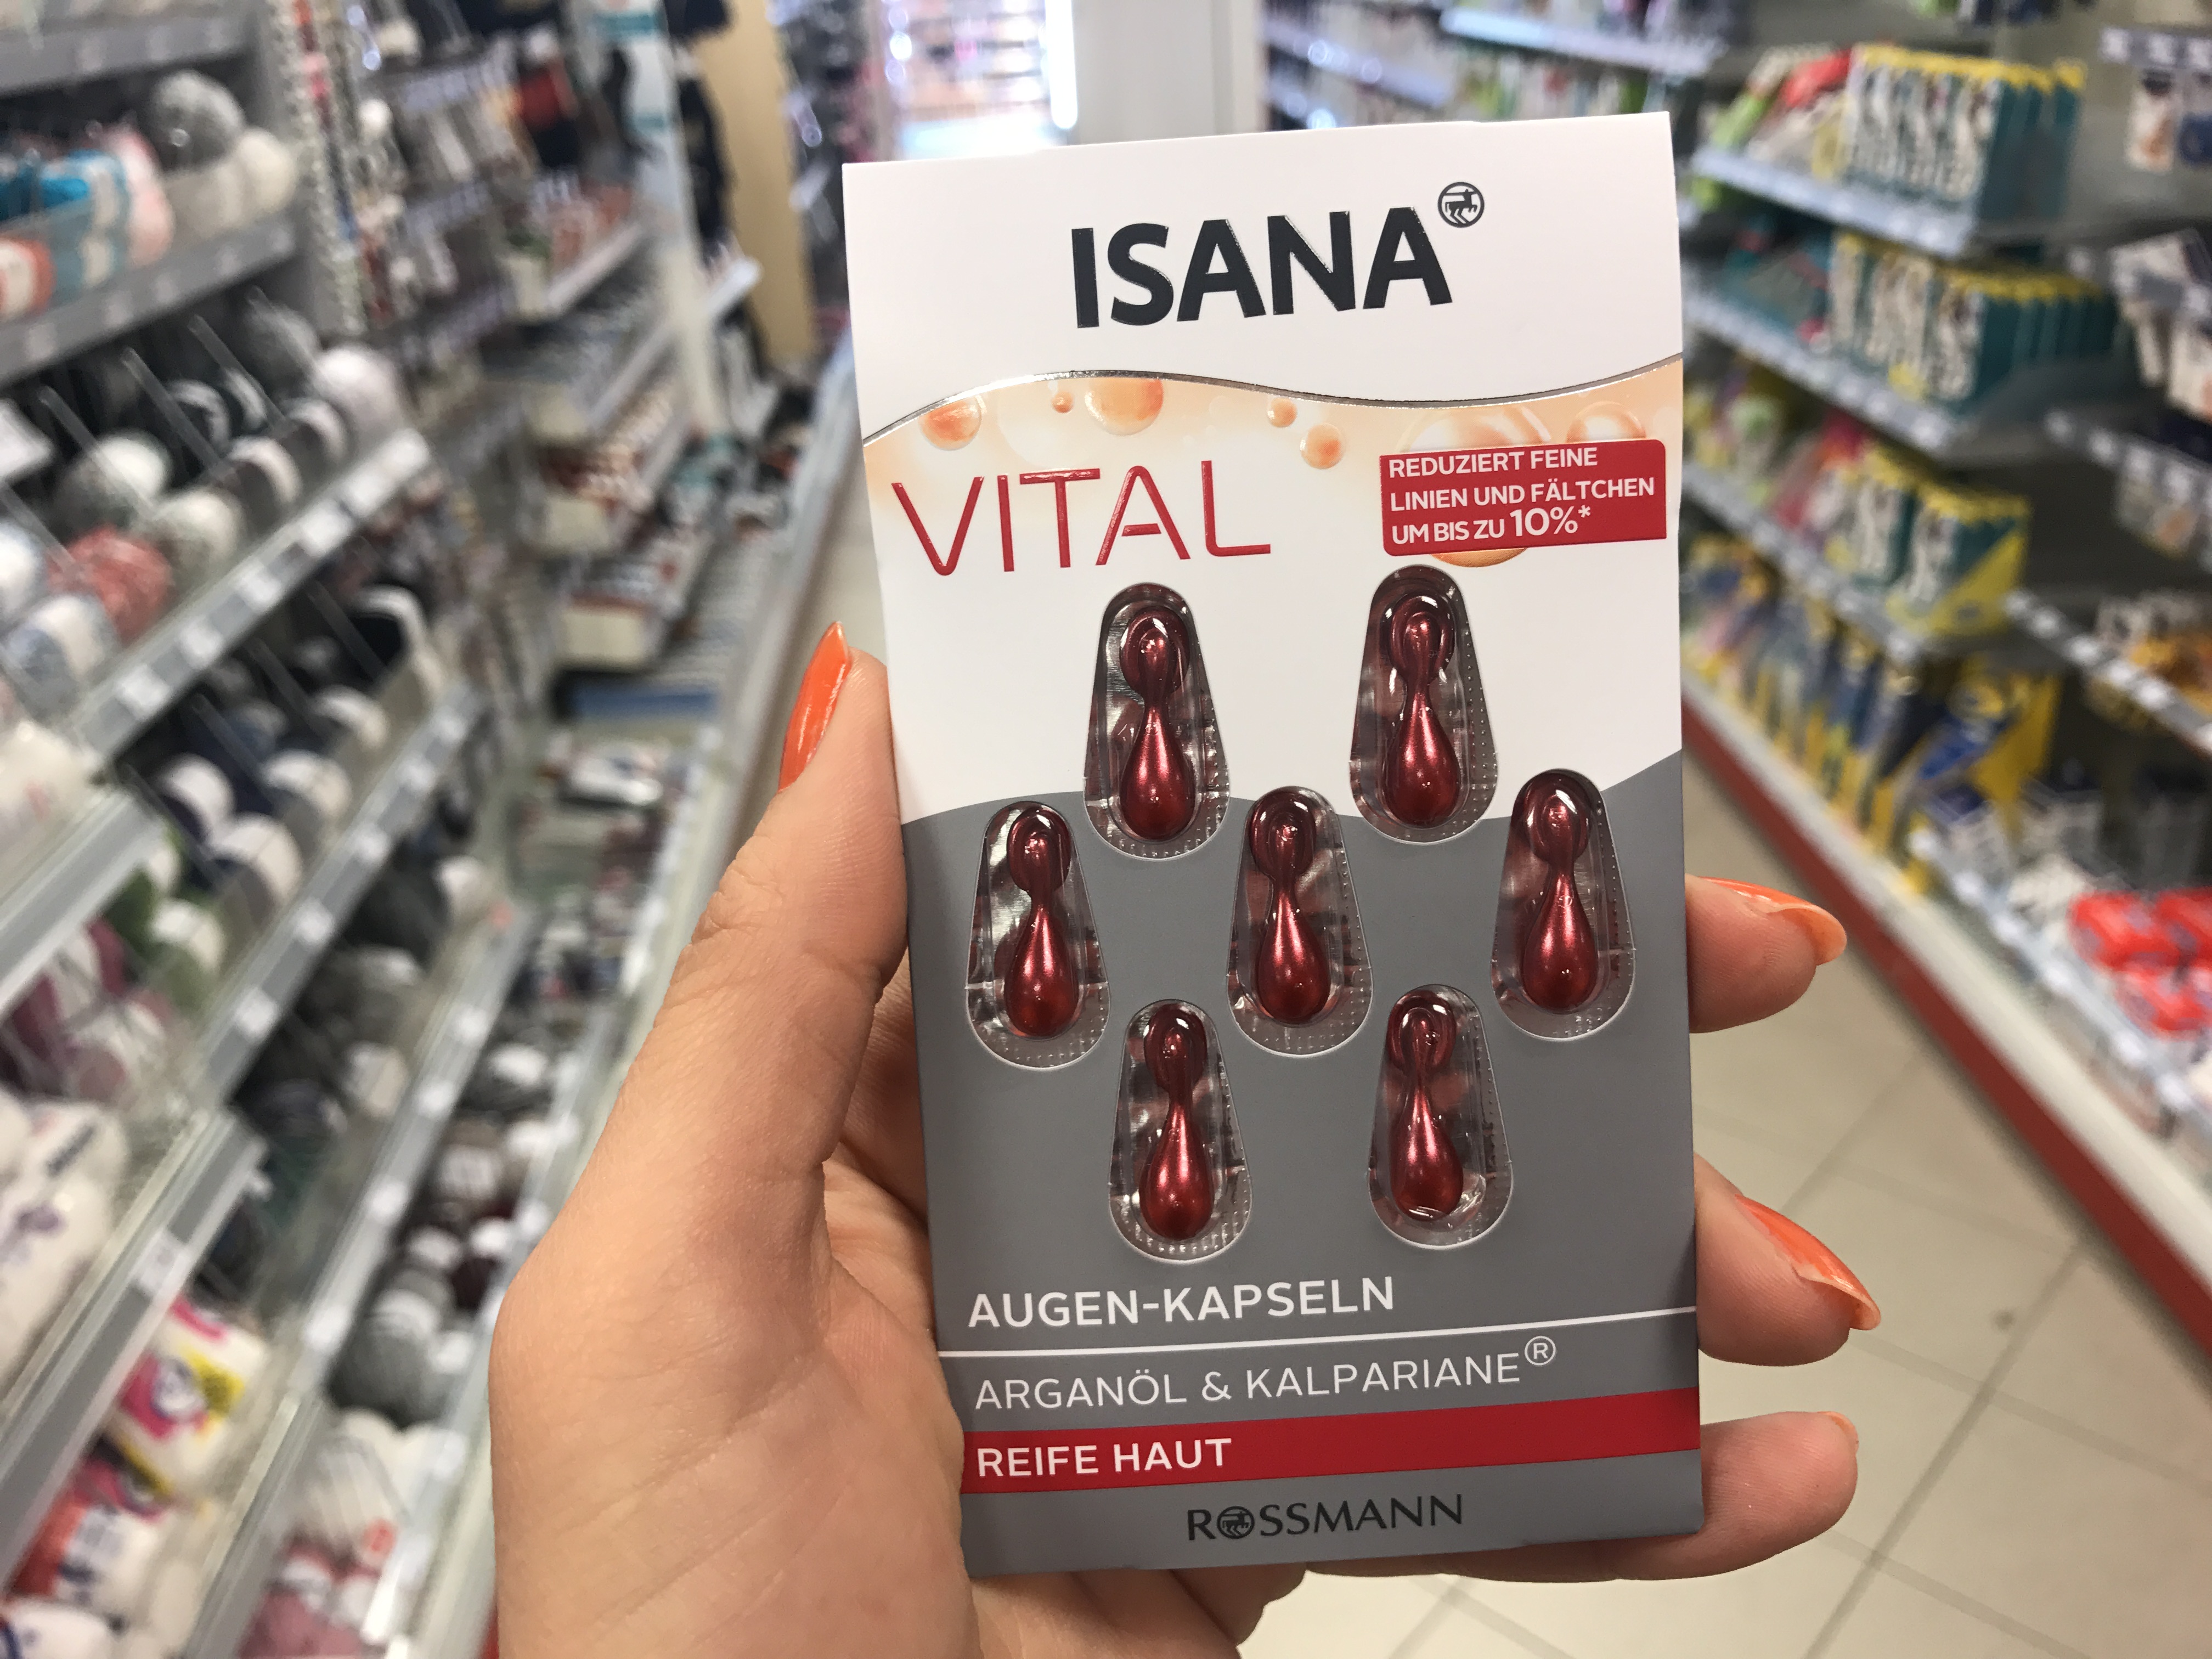 ISANA
VITAL
REDUZIERT FEINE
LINIEN UND FÄLTCHEN
UM BIS ZU 10%*
AUGEN-KAPSELN
ARGANÖL & KALPARIANE®
REIFE HAUT
ROSSMANN